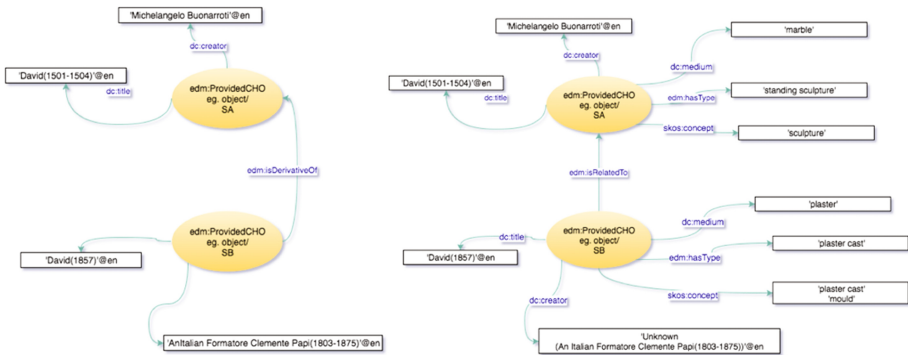 'Michelangelo Buonarroti'@en
dc:creator
'David(1501-1504)'@en
dc:title
edm:ProvidedCHO
eg. object/
SA
edm:isDerivativeOf
edm:ProvidedCHO
eg. object/
SB
'David(1857)'@en
'AnItalian Formatore Clemente Papi(1803-1875)'@en
'Michelangelo Buonarroti'@en
dc:creator
'David(1501-1504)'@en
dc:title
edm:ProvidedCHO
eg. object/
SA
'marble'
dc:medium
edm:hasType
'standing sculpture'
skos:concept
'sculpture'
edm:isRelatedTo
edm:ProvidedCHO
eg. object/
SB
dc:title
'David(1857)'@en
dc:creator
'Unknown
(An Italian Formatore Clemente Papi(1803-1875))'@en
'plaster'
dc:medium
edm:hasType
'plaster cast'
skos:concept
'plaster cast'
'mould'